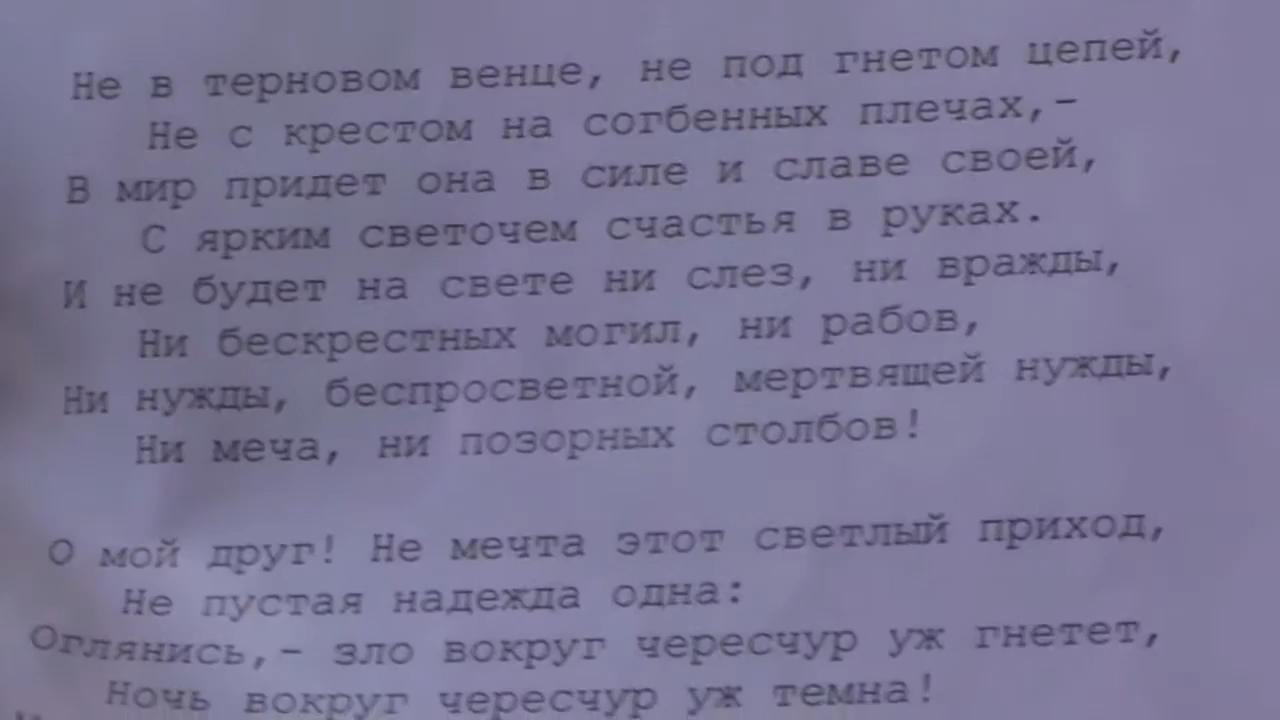 Не в терновом венце, не под гнетом цепей,
Не с крестом на согбенных плечах,-
В мир придет она в силе и славе своей,
С ярким светочем счастья в руках.
И не будет на свете ни слез, ни вражды,
Ни бескрестных могил, ни рабов,
Ни нужды, беспросветной, мертвящей нужды,
Ни меча, ни позорных столбов!
О мой друг! Не мечта этот светлый приход,
Не пустая надежда одна:
Оглянись,- зло вокруг чересчур уж гнетет,
Ночь вокруг чересчур уж темна!